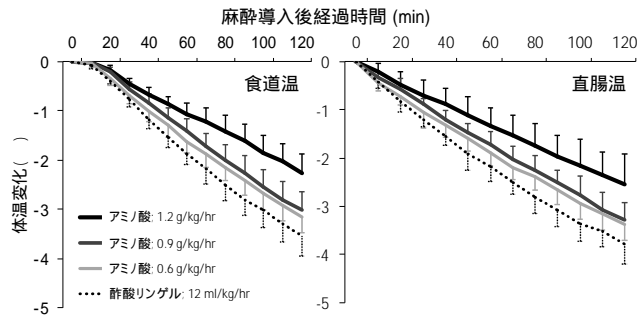 麻酔導入後経過時間 (min)
0 20 40 60 80 100 120
0 20 40 60 80 100 120
食道温
直腸温
体温変化( )
0
-1
-2
-3
-4
-5
0
-1
-2
-3
-4
-5
アミノ酸: 1.2 g/kg/hr
アミノ酸: 0.9 g/kg/hr
アミノ酸: 0.6 g/kg/hr
酢酸リンゲル: 12 ml/kg/hr